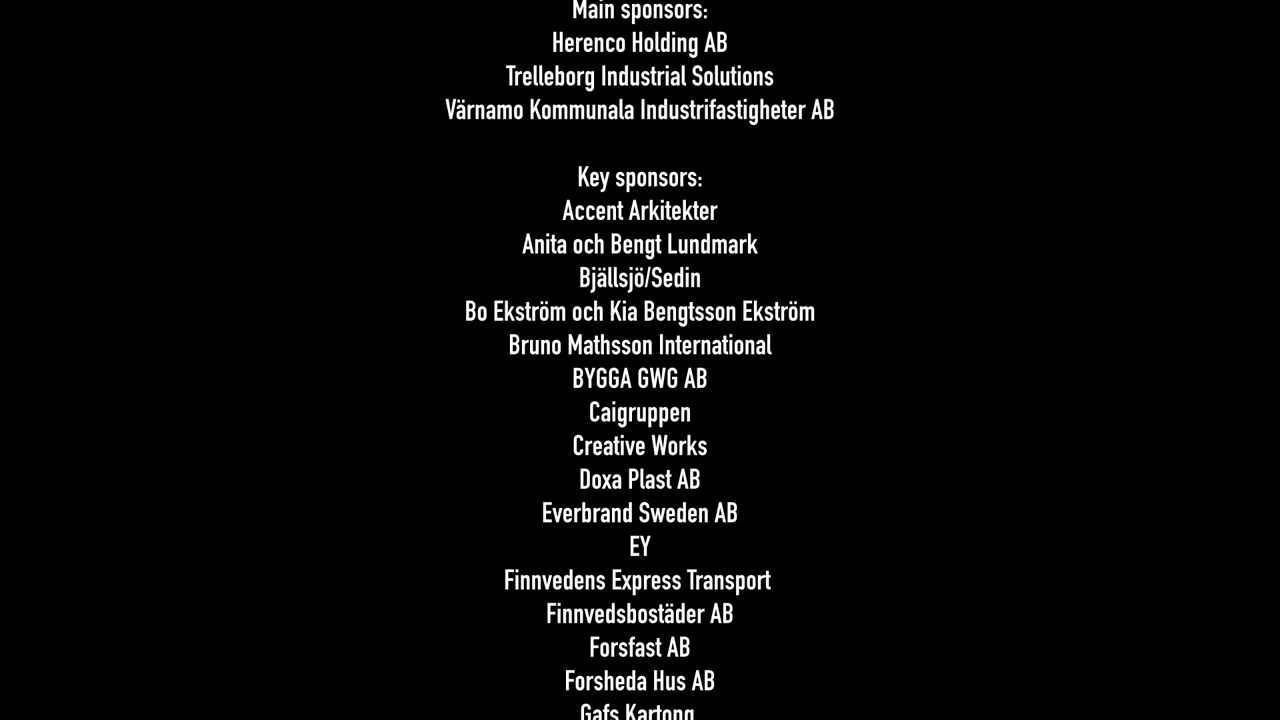 Main sponsors:
Herenco Holding AB
Trelleborg Industrial Solutions
Värnamo Kommunala Industrifastigheter AB
Key sponsors:
Accent Arkitekter
Anita och Bengt Lundmark
Bjällsjö/Sedin
Bo Ekström och Kia Bengtsson Ekström
Bruno Mathsson International
BYGGA GWG AB
Caigruppen
Creative Works
Doxa Plast AB
Everbrand Sweden AB
EY
Finnvedens Express Transport
Finnvedsbostäder AB
Forsfast AB
Forsheda Hus AB
Gafs Kartong